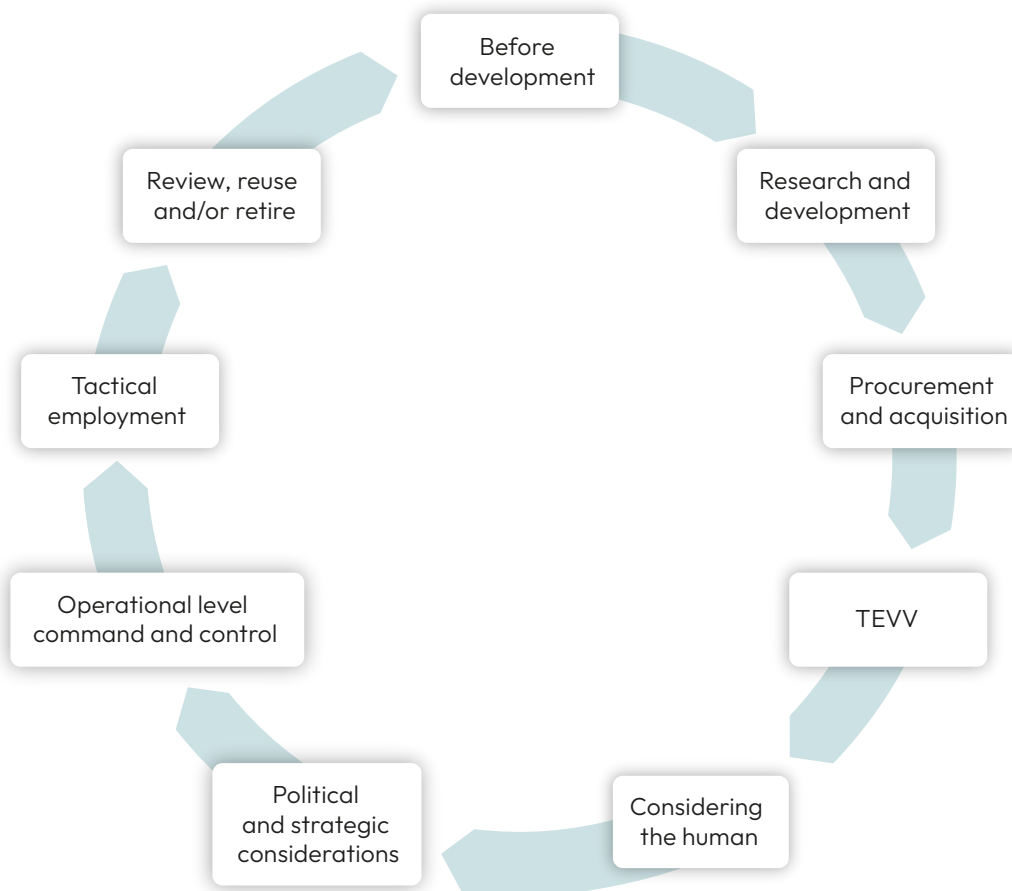 Before
development
Research and
development
Procurement
and acquisition
TEVV
Considering
the human
Political
and strategic
considerations
Operational level
command and control
Tactical
employment
Review, reuse
and/or retire